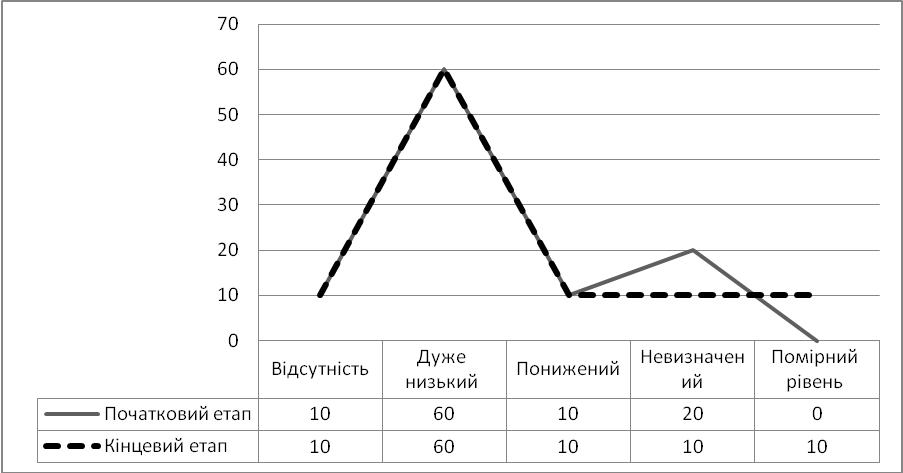 70
60
50
40
30
20
10
0
Відсутність
Дуже
низький
Понижений
Невизначен
ий
Помірний
рівень
Початковий етап 10 60 10 20 0
Кінцевий етап 10 60 10 10 10